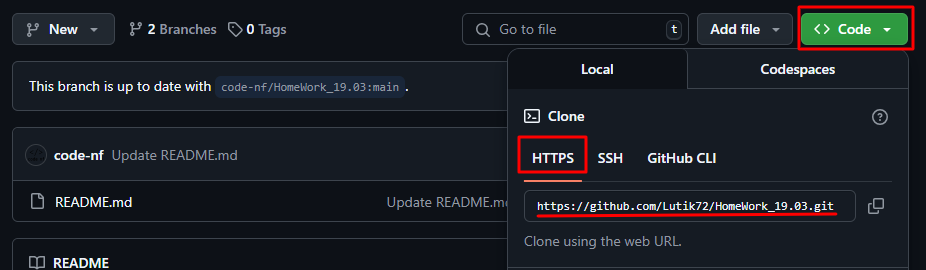 New 2 Branches 0 Tags Go to file t Add file Code
Local Codespaces
This branch is up to date with code-nf/HomeWork_19.03:main.
Clone
code-nf Update README.md
HTTPS SSH GitHub CLI
README.md Update README.m
https://github.com/Lutik72/HomeWork_19.03.git
Clone using the web URL.
README